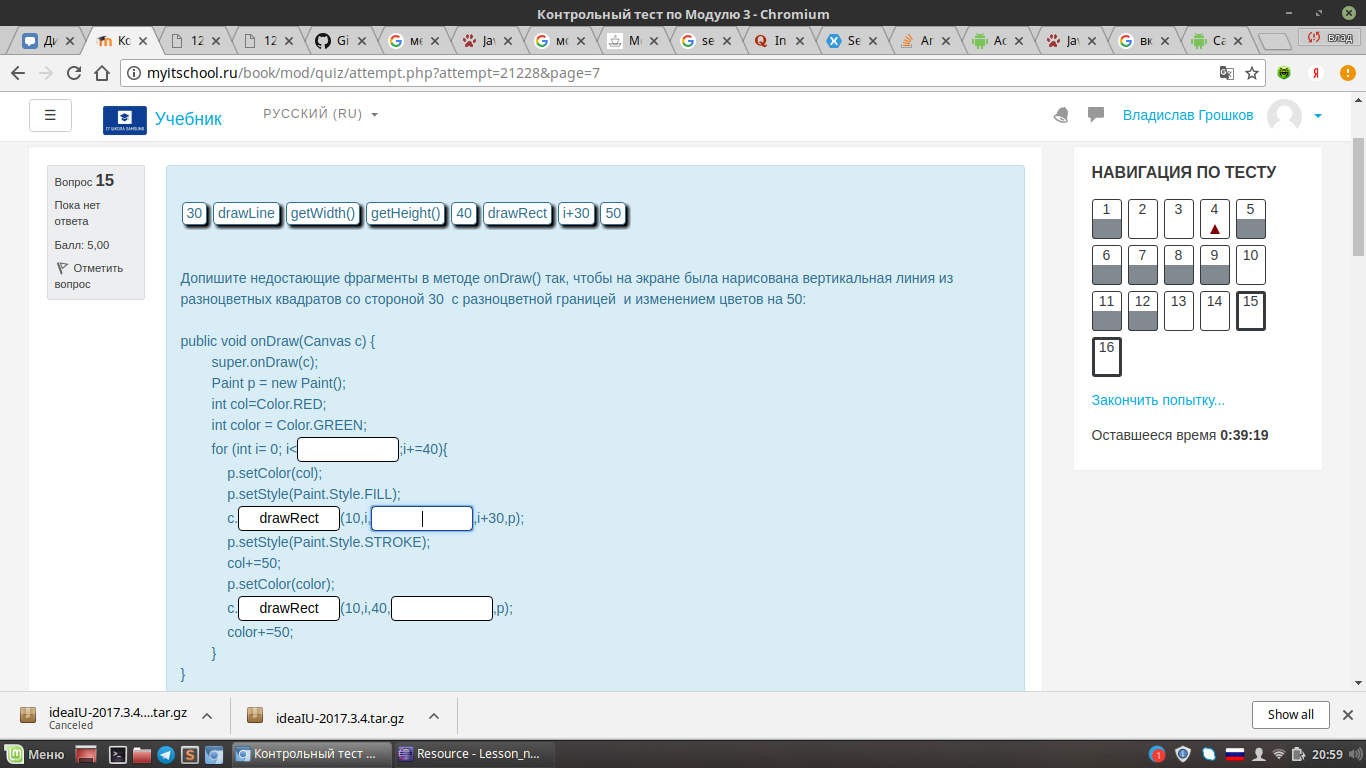 Контрольный тест по Модулю 3 - Chromium
Ди
Ко
12
12
Gi
ме
Jav
мо
Mo
se
In
Se
Ar
Ac
Jav
вк
Ca
влад
myitschool.ru/book/mod/quiz/attempt.php?attempt=21228&page=7
Учебник
РУССКИЙ (RU)
Владислав Грошков
Вопрос 15
Пока нет
ответа
Балл: 5,00
Отметить
вопрос
30 drawLine getWidth() getHeight() 40 drawRect i+30 50
Допишите недостающие фрагменты в методе onDraw() так, чтобы на экране была нарисована вертикальная линия из
разноцветных квадратов со стороной 30  с разноцветной границей  и изменением цветов на 50:
public void onDraw(Canvas c) {
super.onDraw(c);
Paint p = new Paint();
int col=Color.RED;
int color = Color.GREEN;
for (int i= 0; i< ;i+=40){
p.setColor(col);
p.setStyle(Paint.Style.FILL);
c. drawRect (10,i, ,i+30,p);
p.setStyle(Paint.Style.STROKE);
col+=50;
p.setColor(color);
c. drawRect (10,i,40, ,p);
color+=50;
}
}
НАВИГАЦИЯ ПО ТЕСТУ
1 2 3 4 5
6 7 8 9 10
11 12 13 14 15
16
Закончить попытку...
Оставшееся время 0:39:19
ideaIU-2017.3.4....tar.gz
Canceled
ideaIU-2017.3.4.tar.gz
Show all
Меню
Контрольный тест ...
Resource - Lesson_n...
1
20:59